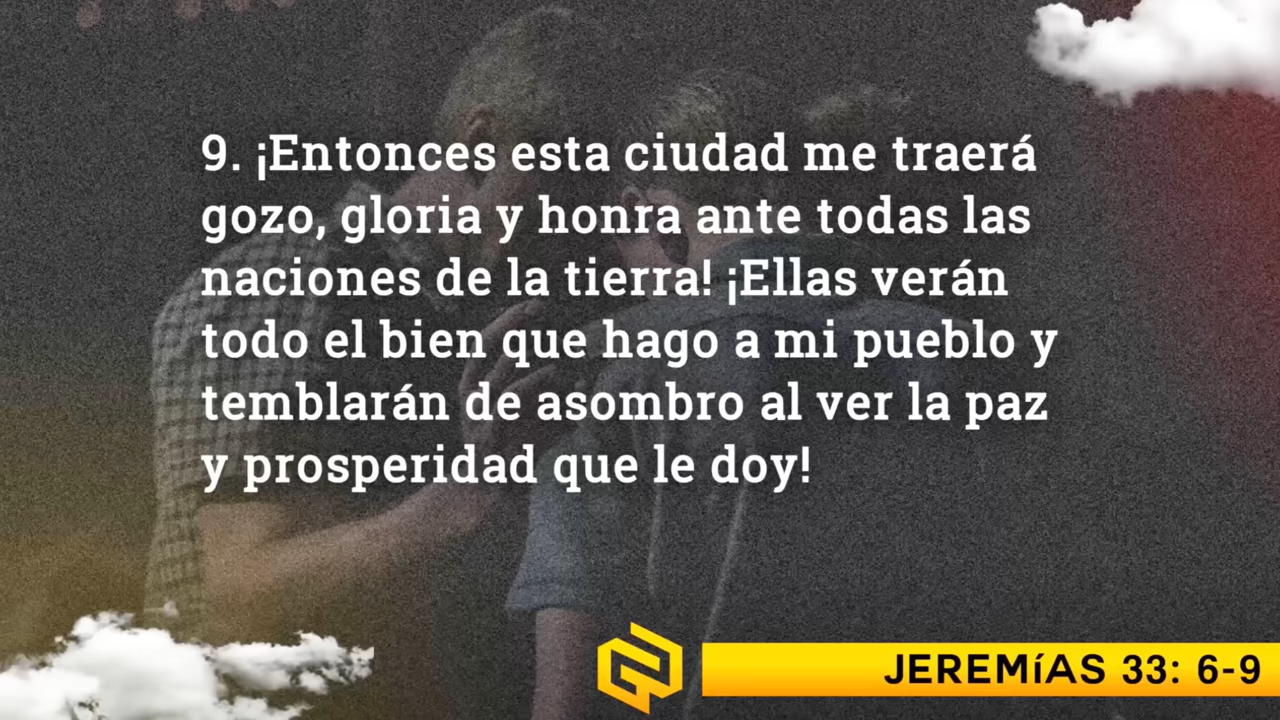 9. ¡Entonces esta ciudad me traerá
gozo, gloria y honra ante todas las
naciones de la tierra! ¡Ellas verán
todo el bien que hago a mi pueblo y
temblarán de asombro al ver la paz
y prosperidad que le doy!
JEREMíAS 33: 6-9